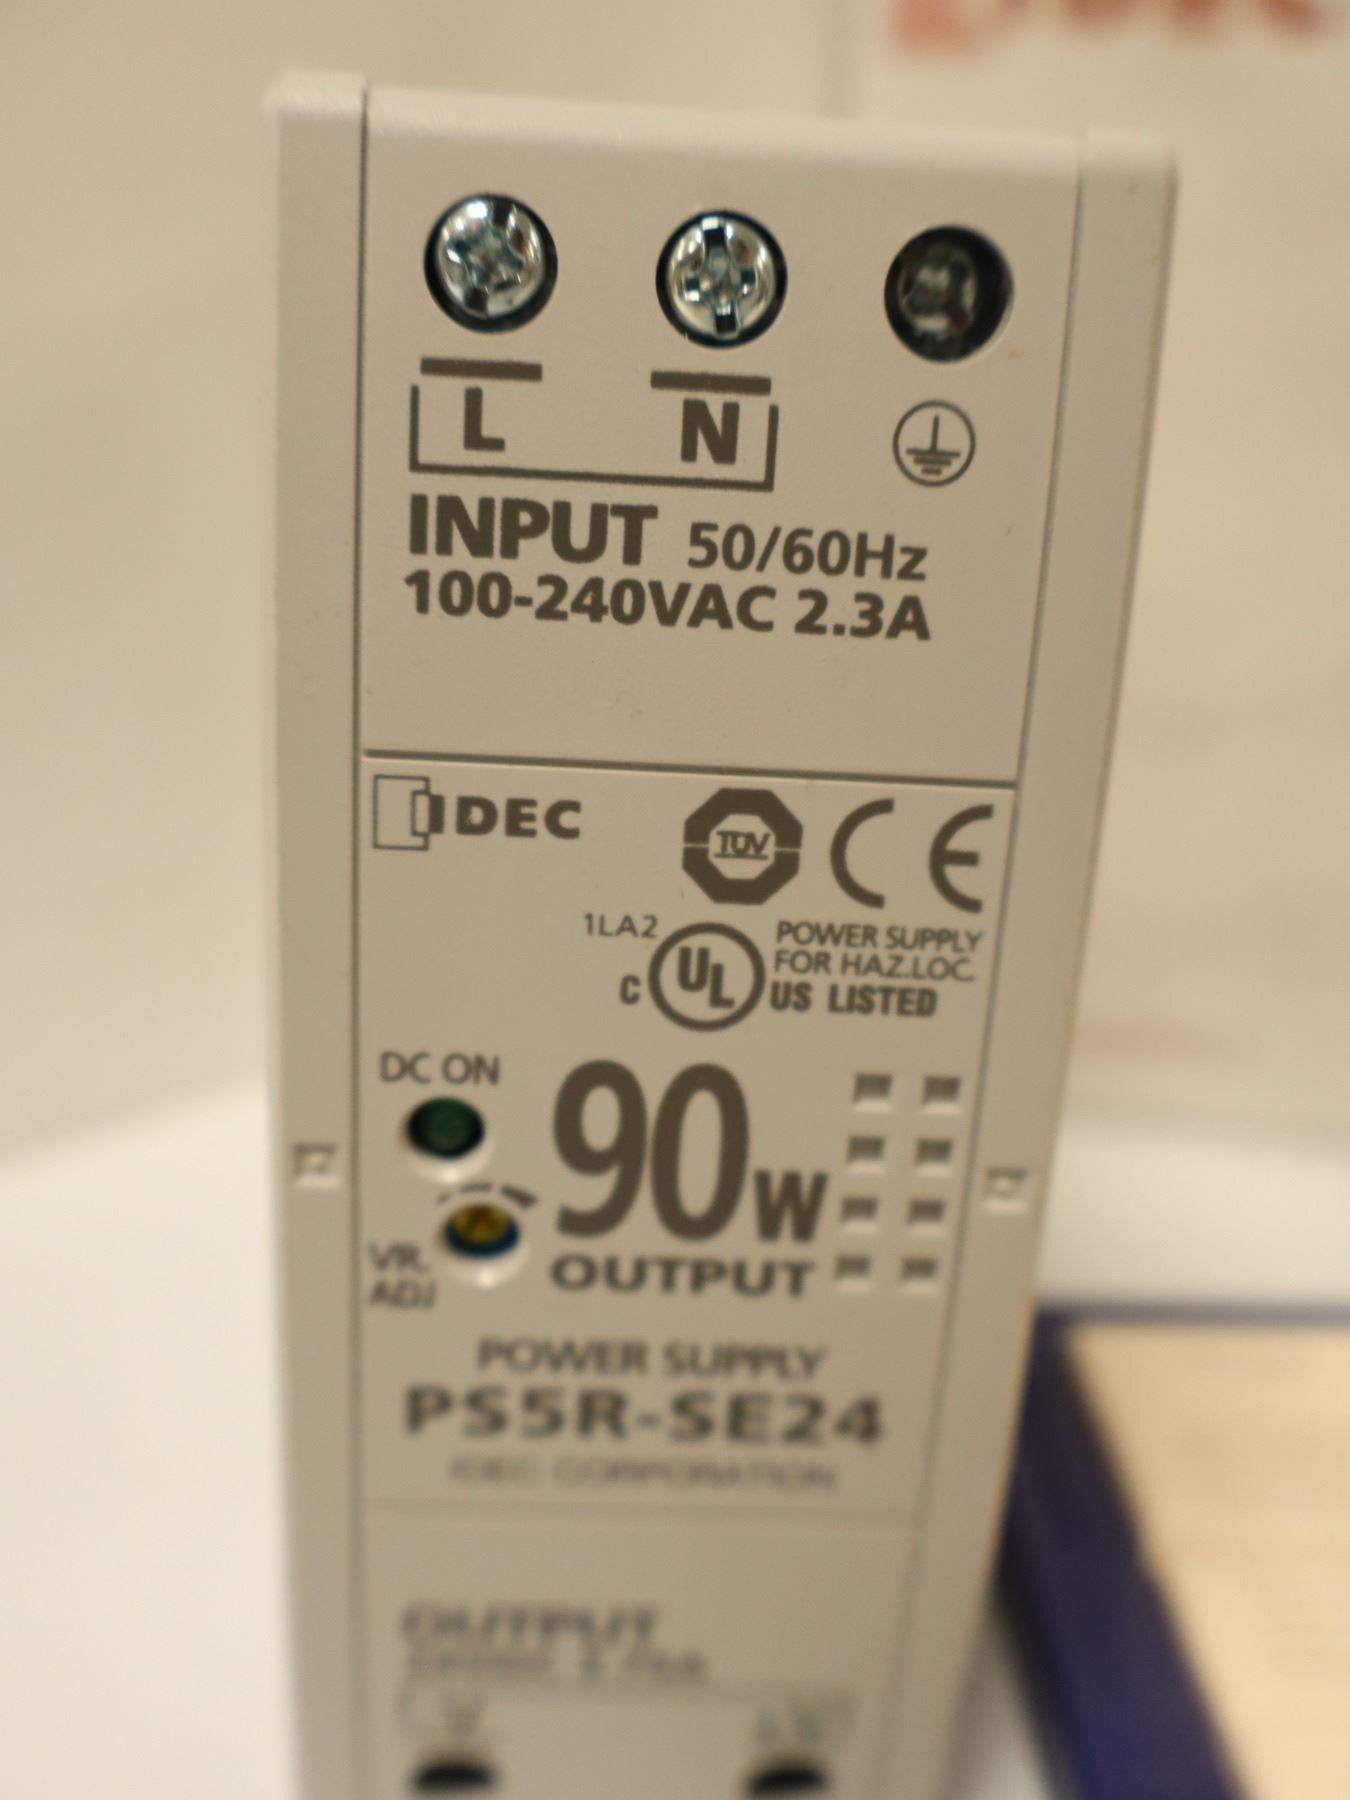 L N
INPUT 50/60Hz
100-240VAC 2.3A
IDEC
TÜV
CE
1LA2
POWER SUPPLY
FOR HAZ.LOC.
C UL US LISTED
DC ON
90W
OUTPUT
VR.
ADJ
POWER SUPPLY
PS5R-SE24
IDEC CORPORATION
OUTPUT